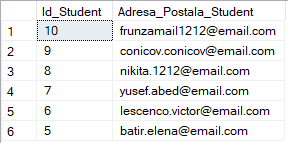 Id_Student Adresa_Postala_Student
1 10 frunzamail1212@email.com
2 9 conicov.conicov@email.com
3 8 nikita.1212@email.com
4 7 yusef.abed@email.com
5 6 lescenco.victor@email.com
6 5 batir.elena@email.com